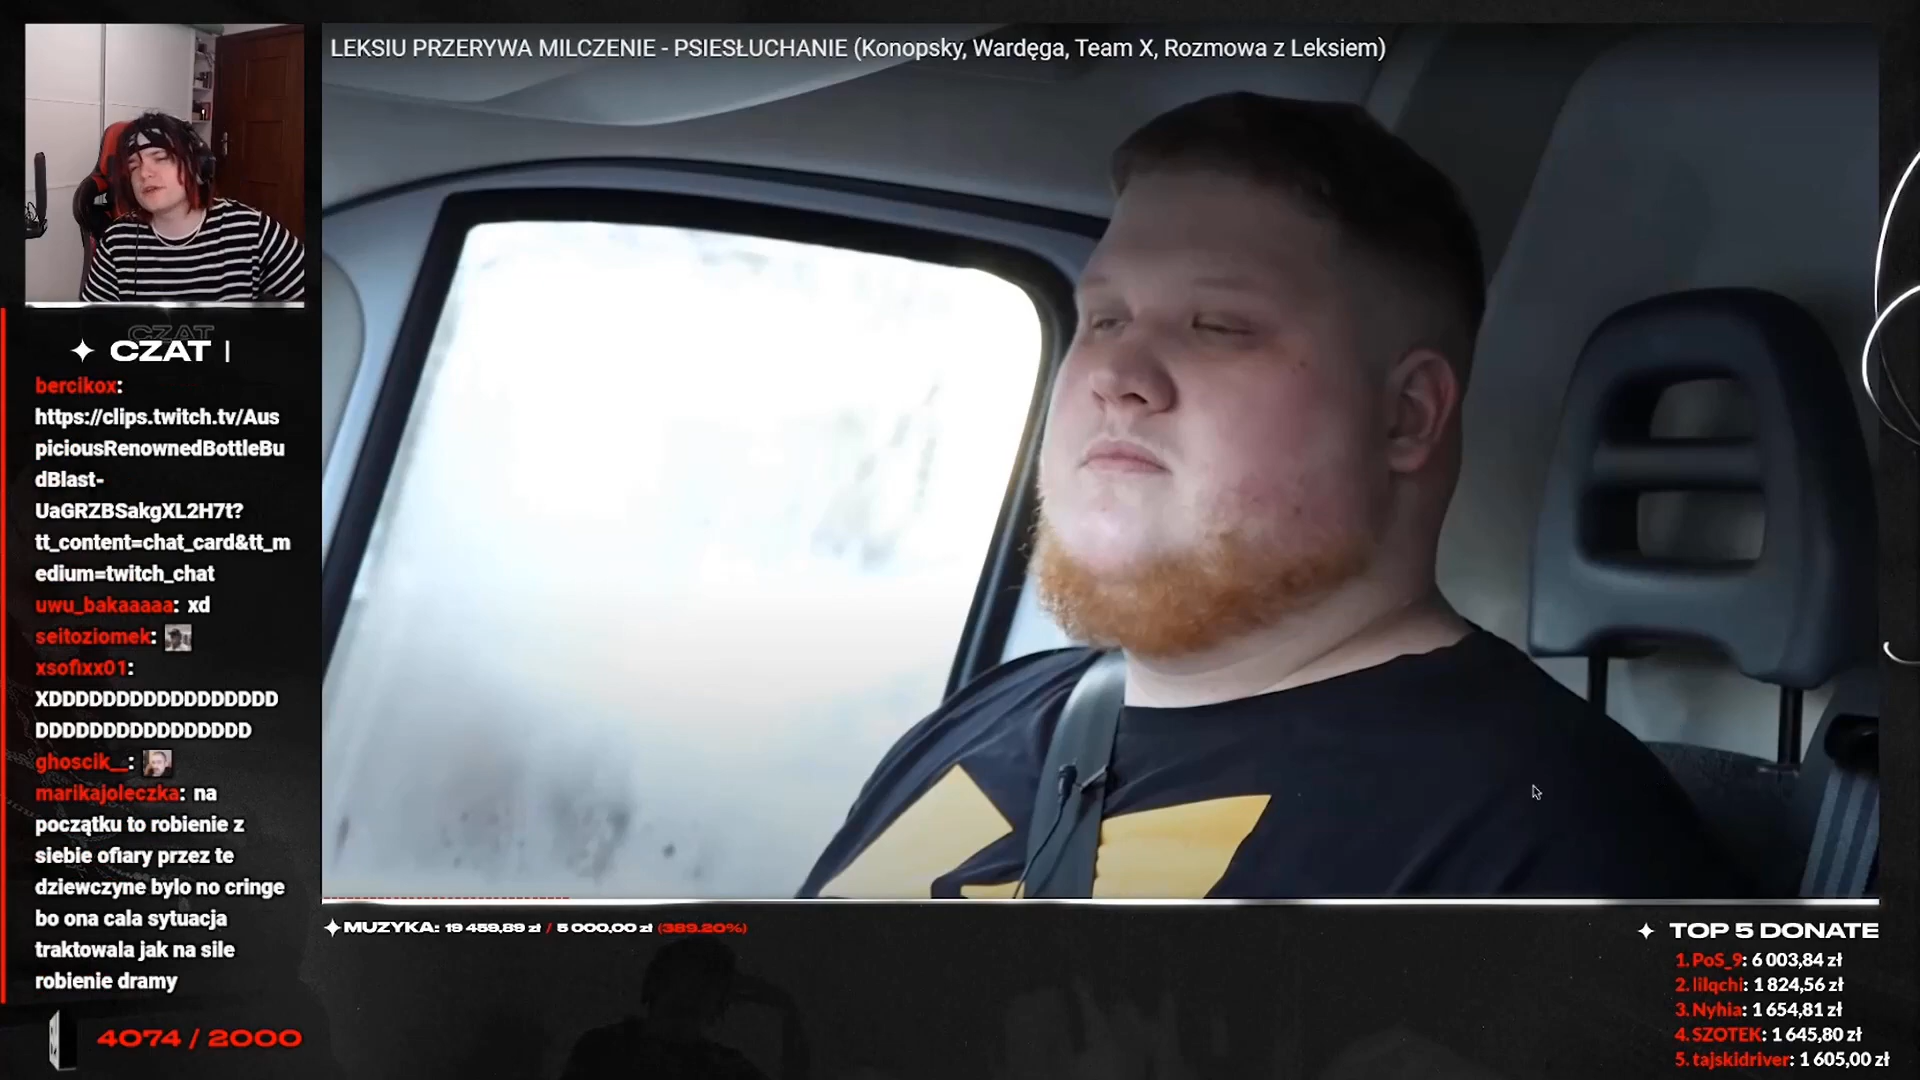 LEKSIU PRZERYWA MILCZENIE - PSIESŁUCHANIE (Konopsky, Wardęga, Team X, Rozmowa z Leksiem)
CZAT
CZAT |
bercikox:
https://clips.twitch.tv/Aus
piciousRenownedBottleBu
dBlast-
UaGRZBSakgXL2H7t?
tt_content=chat_card&tt_m
edium=twitch_chat
uwu_bakaaaaa: xd
seitoziomek:
xsofixx01:
XDDDDDDDDDDDDDDDDD
DDDDDDDDDDDDDDDD
ghoscik__:
marikajoleczka: na
początku to robienie z
siebie ofiary przez te
dziewczyne bylo no cringe
bo ona cala sytuacja
traktowala jak na sile
robienie dramy
4074 / 2000
MUZYKA: 19 459,89 zł / 5 000,00 zł (389.20%)
TOP 5 DONATE
1. PoS_9: 6 003,84 zł
2. lilqchi: 1 824,56 zł
3. Nyhia: 1 654,81 zł
4. SZOTEK: 1 645,80 zł
5. tajskidriver: 1 605,00 zł